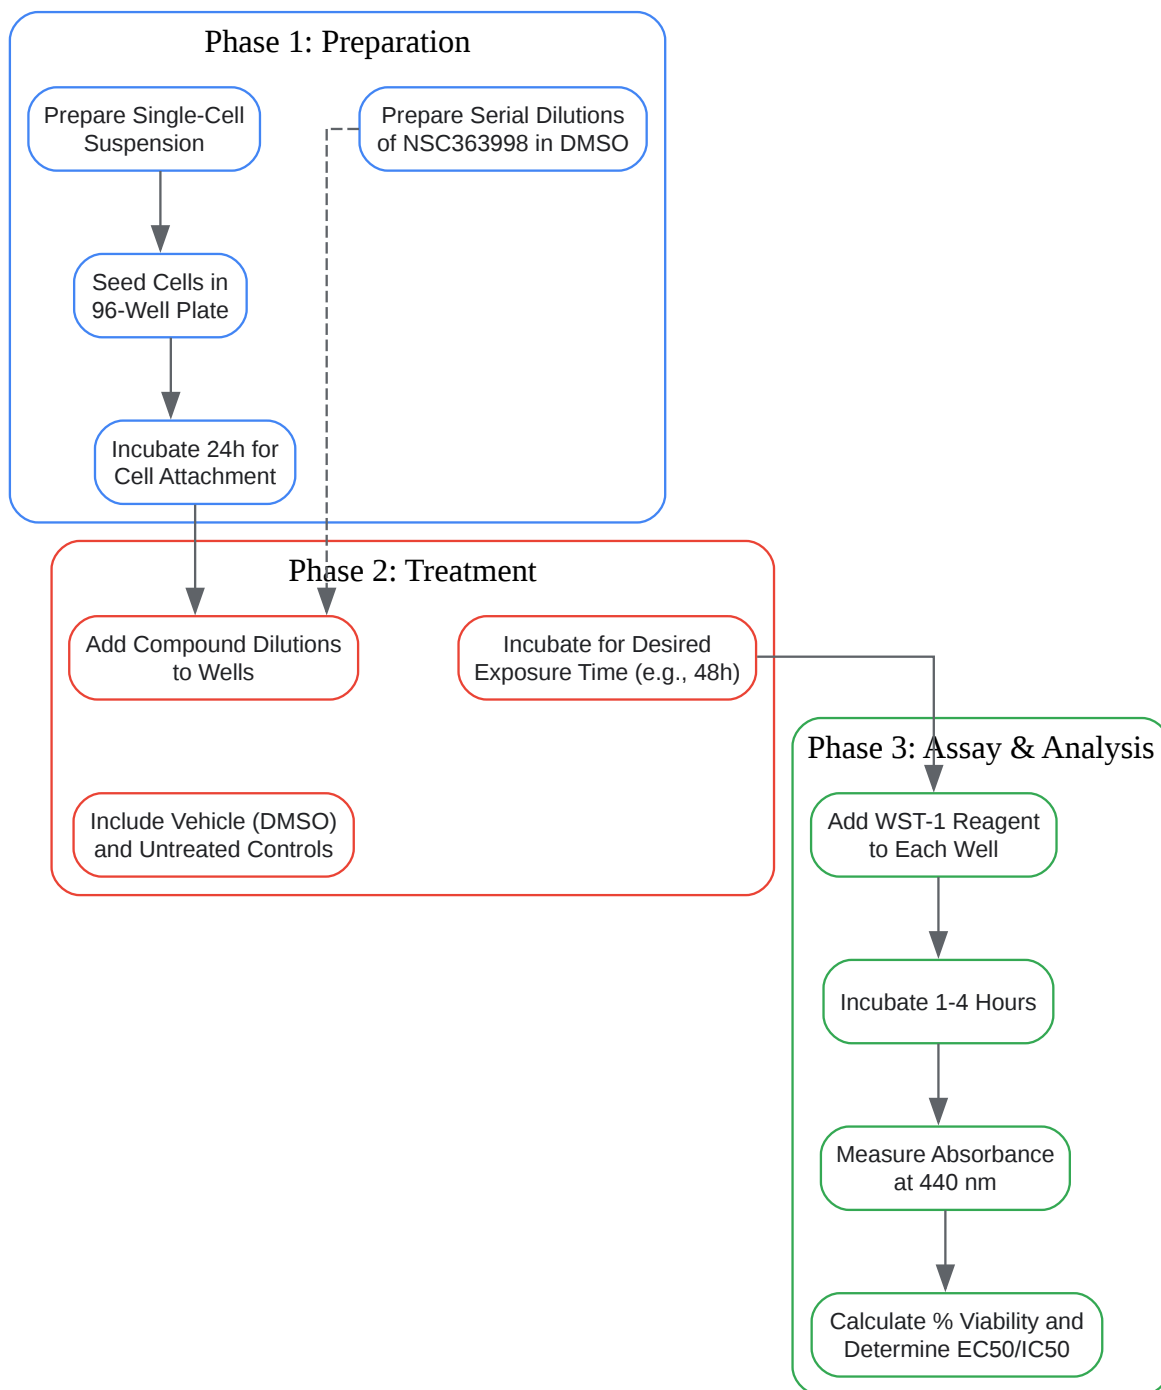 Phase 1: Preparation
Prepare Single-Cell
Suspension
Prepare Serial Dilutions
of NSC363998 in DMSO
Seed Cells in
96-Well Plate
Incubate 24h for
Cell Attachment
Phase 2: Treatment
Add Compound Dilutions
to Wells
Incubate for Desired
Exposure Time (e.g., 48h)
Include Vehicle (DMSO)
and Untreated Controls
Phase 3: Assay & Analysis
Add WST-1 Reagent
to Each Well
Incubate 1-4 Hours
Measure Absorbance
at 440 nm
Calculate % Viability and
Determine EC50/IC50